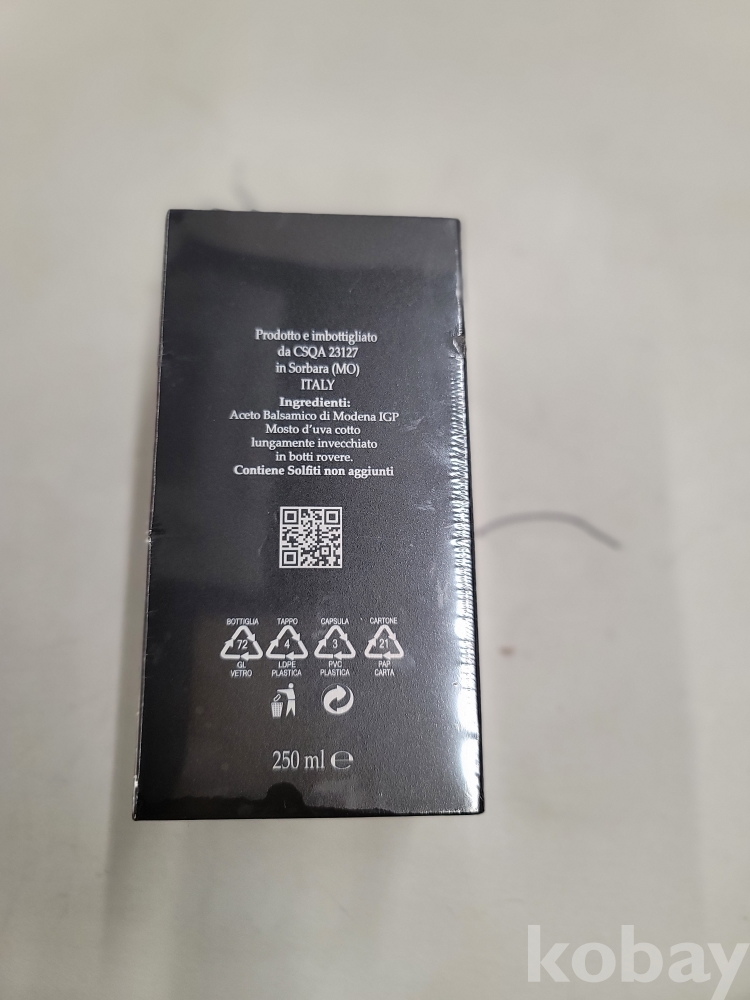 Prodotto e imbottigliato
da CSQA 23127
in Sorbara (MO)
ITALY
Ingredienti:
Aceto Balsamico di Modena IGP
Mosto d'uva cotto
lungamente invecchiato
in botti rovere.
Contiene Solfiti non aggiunti
BOTTIGLIA TAPPO CAPSULA CARTONE
72 4 3 21
GL LDPE PVC PAP
VETRO PLASTICA PLASTICA CARTA
250 ml ℮
kobay